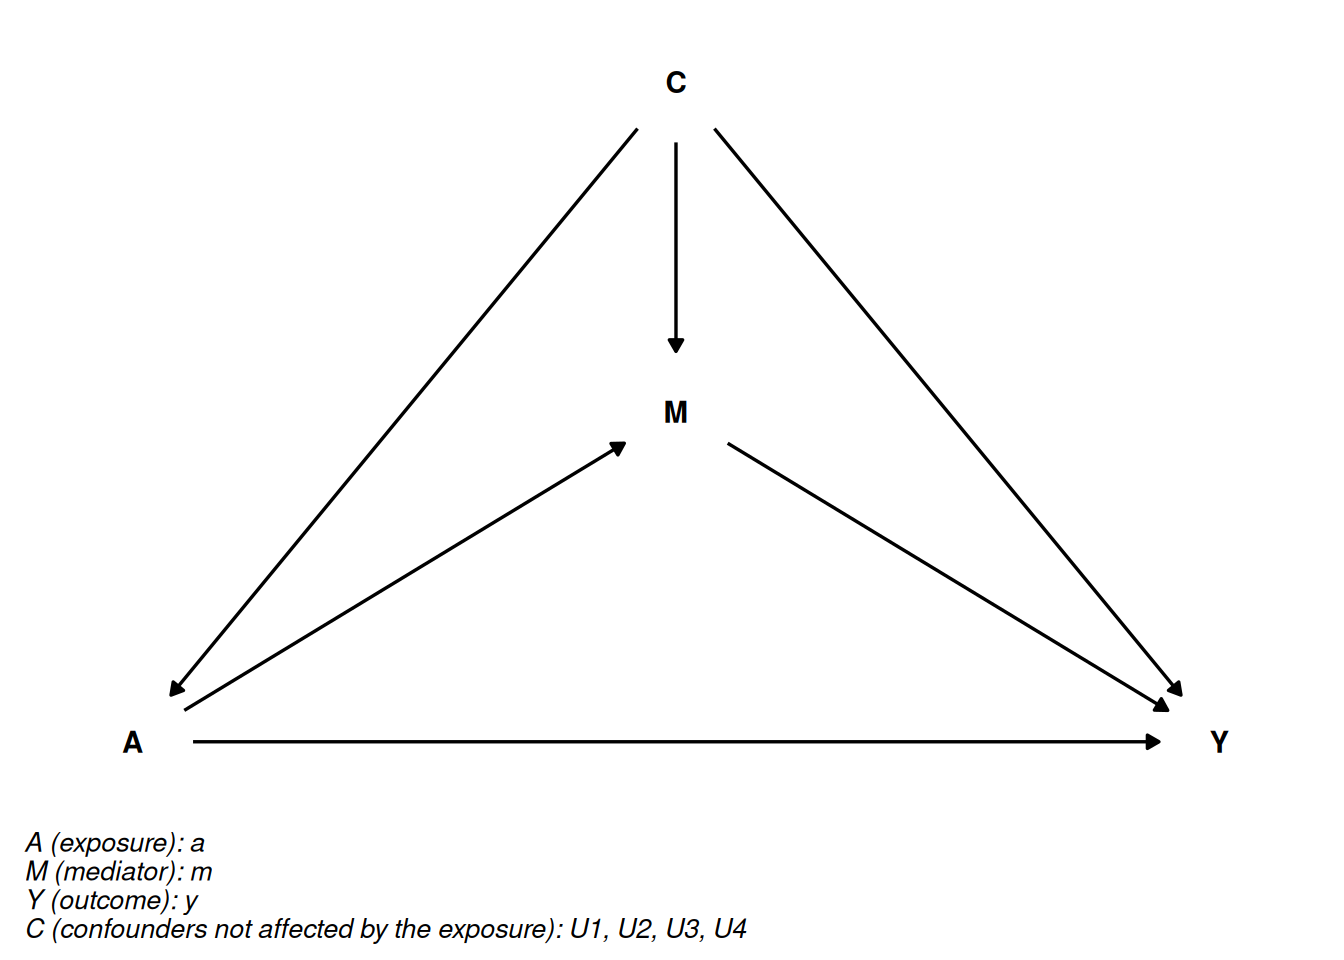 C
M
A
Y
A (exposure): a
M (mediator): m
Y (outcome): y
C (confounders not affected by the exposure): U1, U2, U3, U4